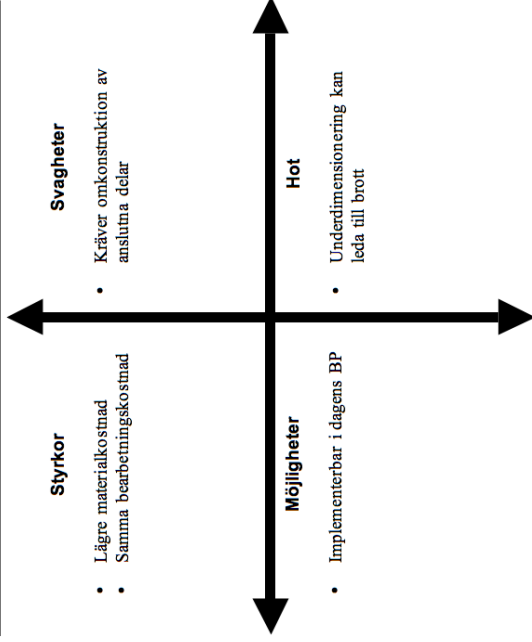 Styrkor
• Lägre materialkostnad
• Samma bearbetningskostnad
Svagheter
• Kräver omkonstruktion av
anslutna delar
Möjligheter
• Implementerbar i dagens BP
Hot
• Underdimensionering kan
leda till brott